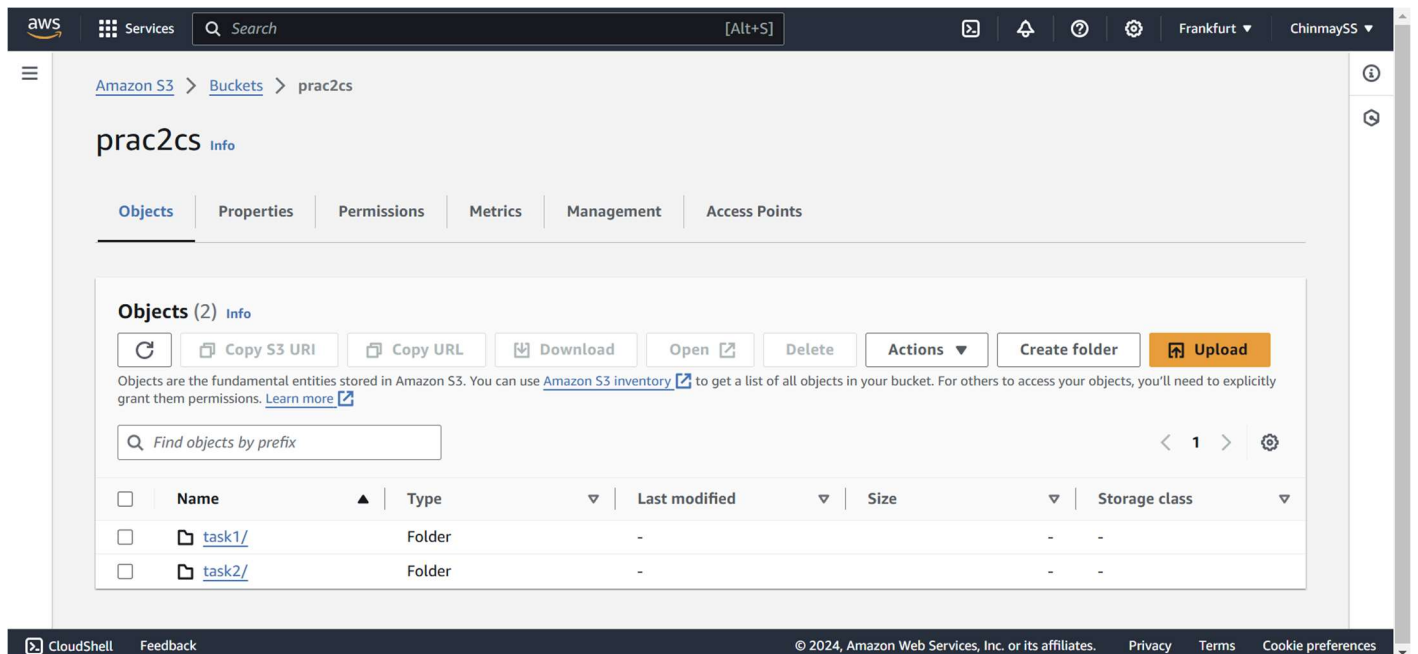 aws Services Search [Alt+S] Frankfurt ▼ ChinmaySS ▼
Amazon S3 > Buckets > prac2cs
prac2cs Info
Objects Properties Permissions Metrics Management Access Points
Objects (2) Info
Copy S3 URI Copy URL Download Open Delete Actions ▼ Create folder Upload
Objects are the fundamental entities stored in Amazon S3. You can use Amazon S3 inventory to get a list of all objects in your bucket. For others to access your objects, you'll need to explicitly
grant them permissions. Learn more
Find objects by prefix < 1 >
Name ▲ Type Last modified Size Storage class
task1/ Folder - - -
task2/ Folder - - -
CloudShell Feedback © 2024, Amazon Web Services, Inc. or its affiliates. Privacy Terms Cookie preferences